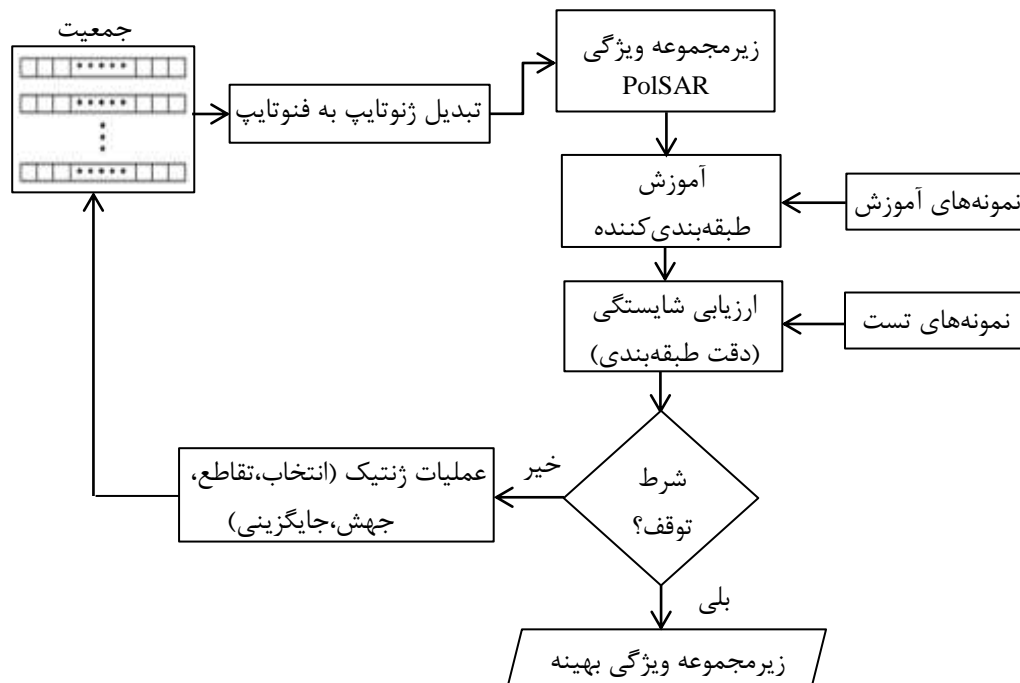 جمعیت
تبدیل ژنوتایپ به فنوتایپ
زیرمجموعه ویژگی
PolSAR
آموزش
طبقه‌بندی‌کننده
نمونه‌های آموزش
ارزیابی شایستگی
(دقت طبقه‌بندی)
نمونه‌های تست
شرط
توقف؟
خیر
عملیات ژنتیک (انتخاب،تقاطع،
جهش،جایگزینی)
بلی
زیرمجموعه ویژگی بهینه